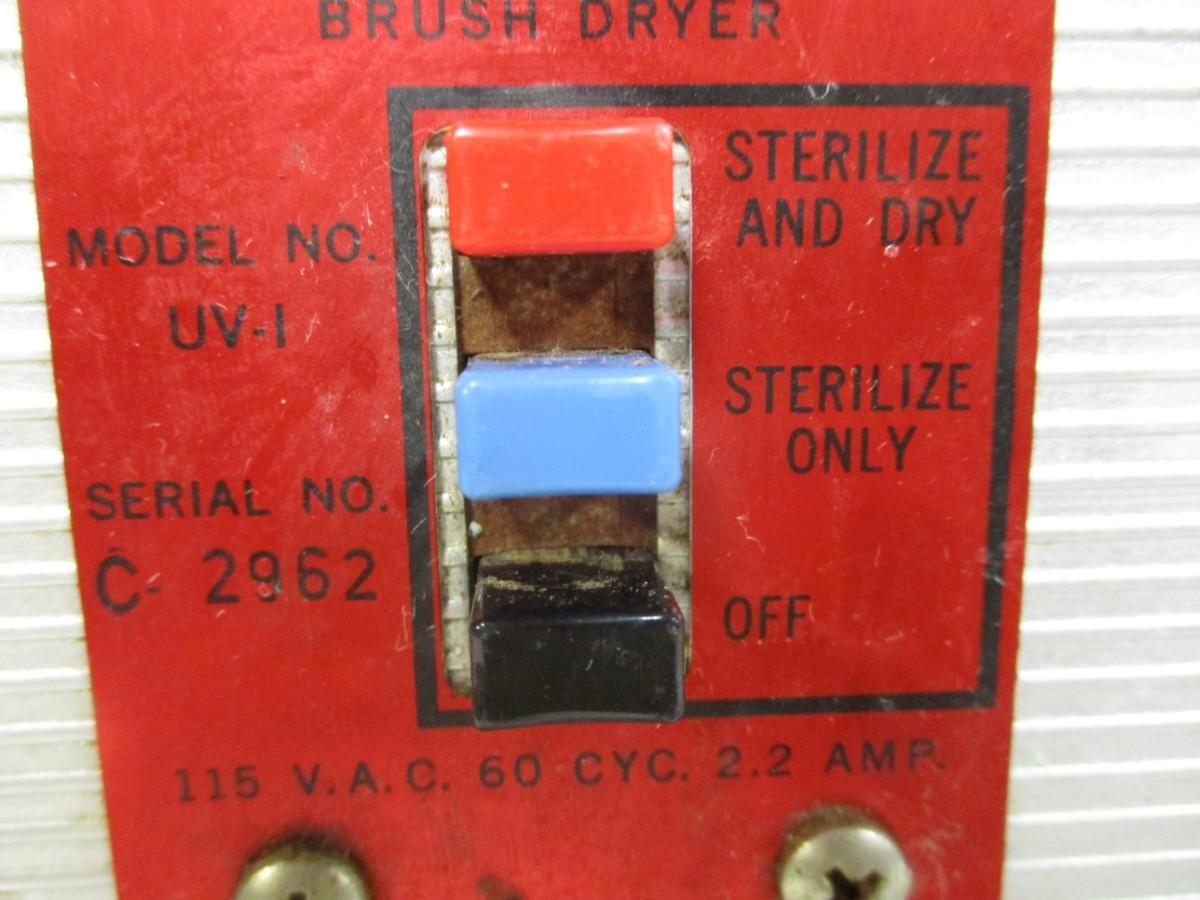 BRUSH DRYER
MODEL NO.
UV-1
SERIAL NO.
C- 2962
STERILIZE
AND DRY
STERILIZE
ONLY
OFF
115 V.A.C. 60 CYC. 2.2 AMP.